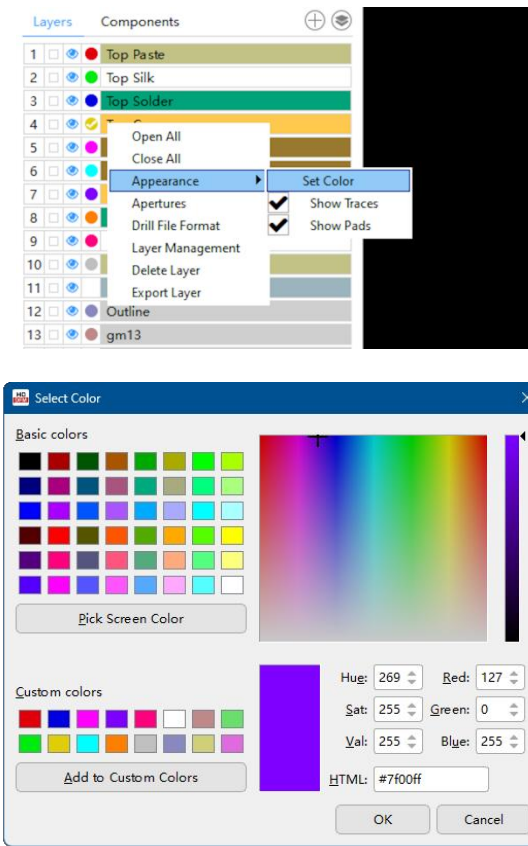 Layers Components
1 Top Paste
2 Top Silk
3 Top Solder
4
5
6
7
8
9
10
11
12 Outline
13 gm13
Open All
Close All
Appearance
Apertures
Drill File Format
Layer Management
Delete Layer
Export Layer
Set Color
Show Traces
Show Pads
Select Color
Basic colors
Pick Screen Color
Custom colors
Add to Custom Colors
Hue: 269 Red: 127
Sat: 255 Green: 0
Val: 255 Blue: 255
HTML: #7f00ff
OK Cancel